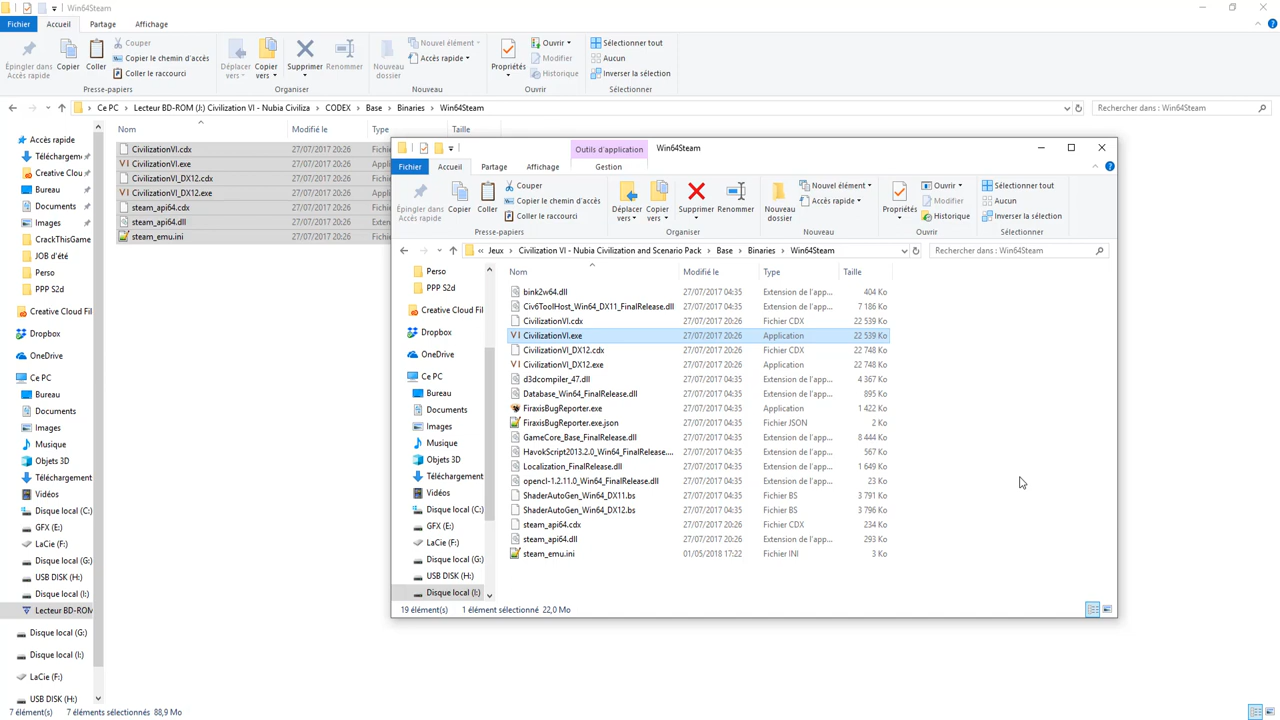 Win64Steam
Fichier Accueil Partage Affichage
Épingler dans Accès rapide
Copier
Coller
Couper
Copier le chemin d'accès
Coller le raccourci
Presse-papiers
Déplacer vers
Copier vers
Supprimer
Renommer
Organiser
Nouveau dossier
Nouvel élément
Accès rapide
Nouveau
Propriétés
Ouvrir
Modifier
Historique
Ouvrir
Sélectionner tout
Aucun
Inverser la sélection
Sélectionner
Ce PC > Lecteur BD-ROM (J:) Civilization VI - Nubia Civiliza > CODEX > Base > Binaries > Win64Steam
Rechercher dans : Win64Steam
Accès rapide
Téléchargem
Creative Clou
Bureau
Documents
Images
CrackThisGame
JOB d'été
Perso
PPP S2d
Creative Cloud Fil
Dropbox
OneDrive
Ce PC
Bureau
Documents
Images
Musique
Objets 3D
Téléchargement
Vidéos
Disque local (C:)
GFX (E:)
LaCie (F:)
Disque local (G:)
USB DISK (H:)
Disque local (I:)
Lecteur BD-ROM
Disque local (G:)
Disque local (I:)
LaCie (F:)
USB DISK (H:)
Nom Modifié le Type Taille
CivilizationVI.cdx 27/07/2017 20:26 Fichi
CivilizationVI.exe 27/07/2017 20:26 Appli
CivilizationVI_DX12.cdx 27/07/2017 20:26 Fichi
CivilizationVI_DX12.exe 27/07/2017 20:26 Appli
steam_api64.cdx 27/07/2017 20:26 Fichi
steam_api64.dll 27/07/2017 20:26 Exten
steam_emu.ini 27/07/2017 20:26 Fichi
7 élément(s) 7 éléments sélectionnés 88,9 Mo
Outils d'application Win64Steam
Fichier Accueil Partage Affichage Gestion
Épingler dans Accès rapide
Copier
Coller
Couper
Copier le chemin d'accès
Coller le raccourci
Presse-papiers
Déplacer vers
Copier vers
Supprimer
Renommer
Organiser
Nouveau dossier
Nouvel élément
Accès rapide
Nouveau
Propriétés
Ouvrir
Modifier
Historique
Ouvrir
Sélectionner tout
Aucun
Inverser la sélection
Sélectionner
« Jeux > Civilization VI - Nubia Civilization and Scenario Pack > Base > Binaries > Win64Steam
Rechercher dans : Win64Steam
Perso
PPP S2d
Creative Cloud Fil
Dropbox
OneDrive
Ce PC
Bureau
Documents
Images
Musique
Objets 3D
Téléchargement
Vidéos
Disque local (C:)
GFX (E:)
LaCie (F:)
Disque local (G:)
USB DISK (H:)
Disque local (I:)
Nom Modifié le Type Taille
bink2w64.dll 27/07/2017 04:35 Extension de l'app... 404 Ko
Civ6ToolHost_Win64_DX11_FinalRelease.dll 27/07/2017 04:35 Extension de l'app... 7 186 Ko
CivilizationVI.cdx 27/07/2017 20:26 Fichier CDX 22 539 Ko
CivilizationVI.exe 27/07/2017 20:26 Application 22 539 Ko
CivilizationVI_DX12.cdx 27/07/2017 20:26 Fichier CDX 22 748 Ko
CivilizationVI_DX12.exe 27/07/2017 20:26 Application 22 748 Ko
d3dcompiler_47.dll 27/07/2017 04:35 Extension de l'app... 4 367 Ko
Database_Win64_FinalRelease.dll 27/07/2017 04:35 Extension de l'app... 895 Ko
FiraxisBugReporter.exe 27/07/2017 04:35 Application 1 422 Ko
FiraxisBugReporter.exe.json 27/07/2017 04:35 Fichier JSON 2 Ko
GameCore_Base_FinalRelease.dll 27/07/2017 04:35 Extension de l'app... 8 444 Ko
HavokScript2013.2.0_Win64_FinalRelease.... 27/07/2017 04:35 Extension de l'app... 567 Ko
Localization_FinalRelease.dll 27/07/2017 04:35 Extension de l'app... 1 649 Ko
opencl-1.2.11.0_Win64_FinalRelease.dll 27/07/2017 04:35 Extension de l'app... 23 Ko
ShaderAutoGen_Win64_DX11.bs 27/07/2017 04:35 Fichier BS 3 791 Ko
ShaderAutoGen_Win64_DX12.bs 27/07/2017 04:35 Fichier BS 3 796 Ko
steam_api64.cdx 27/07/2017 20:26 Fichier CDX 234 Ko
steam_api64.dll 27/07/2017 20:26 Extension de l'app... 293 Ko
steam_emu.ini 01/05/2018 17:22 Fichier INI 3 Ko
19 élément(s) 1 élément sélectionné 22,0 Mo